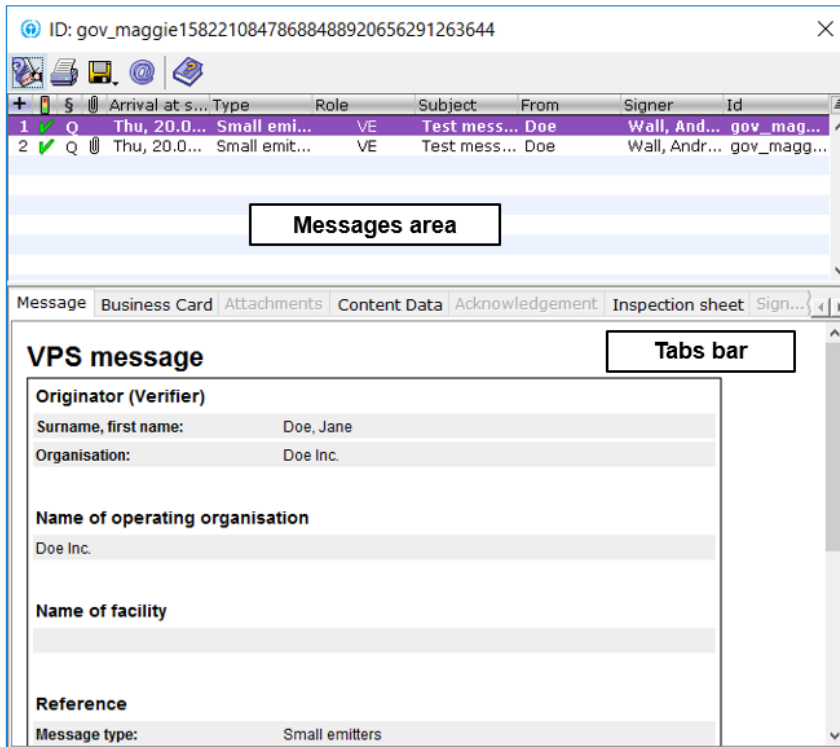 ID: gov_maggie15822108478688488920656291263644
+ § Arrival at s... Type Role Subject From Signer Id
1 Q Thu, 20.0... Small emi... VE Test mess... Doe Wall, And... gov_mag...
2 Q Thu, 20.0... Small emit... VE Test mess... Doe Wall, Andr... gov_magg...
Messages area
Message Business Card Attachments Content Data Acknowledgement Inspection sheet Sign...
Tabs bar
VPS message
Originator (Verifier)
Surname, first name: Doe, Jane
Organisation: Doe Inc.
Name of operating organisation
Doe Inc.
Name of facility
Reference
Message type: Small emitters